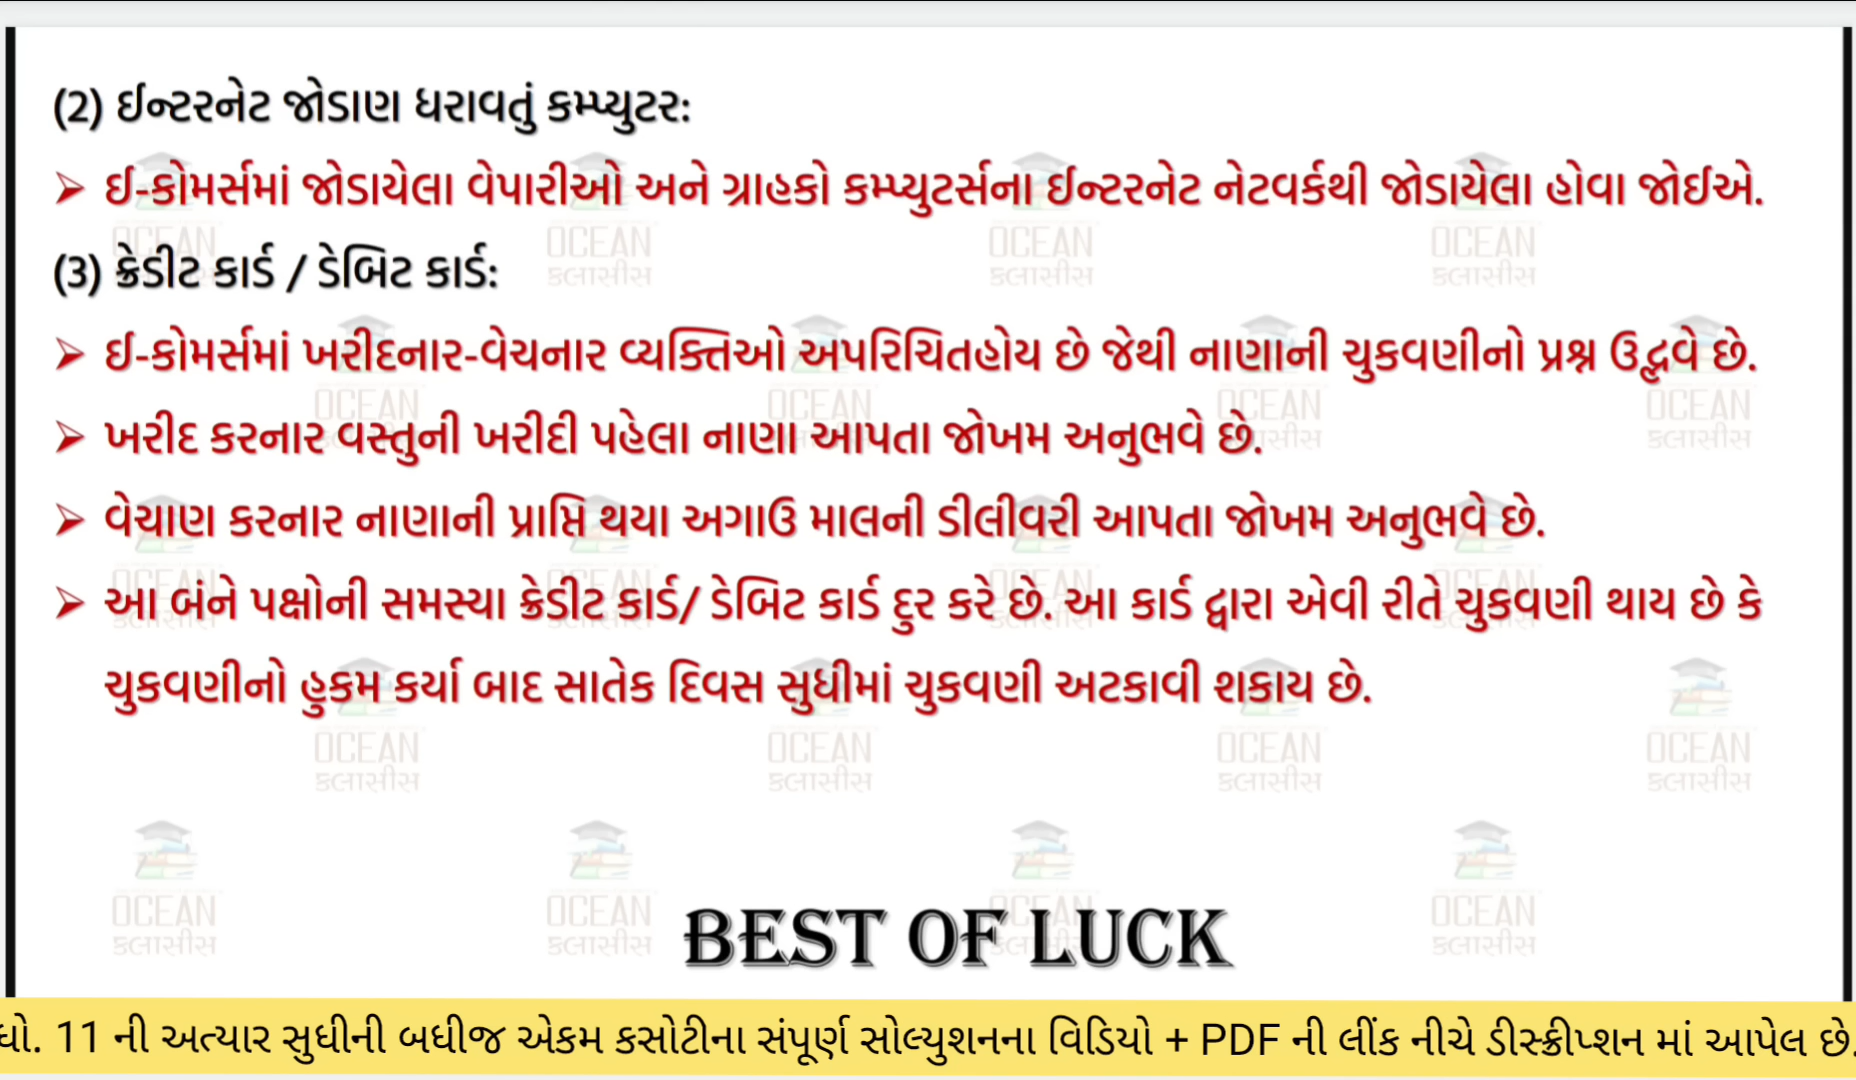 (2) ઈન્ટરનેટ જોડાણ ધરાવતું કમ્પ્યુટર:
➢ ઈ-કોમર્સમાં જોડાયેલા વેપારીઓ અને ગ્રાહકો કમ્પ્યુટર્સના ઈન્ટરનેટ નેટવર્કથી જોડાયેલા હોવા જોઈએ.
(3) ક્રેડીટ કાર્ડ / ડેબિટ કાર્ડ:
➢ ઈ-કોમર્સમાં ખરીદનાર-વેચનાર વ્યક્તિઓ અપરિચિતહોય છે જેથી નાણાની ચુકવણીનો પ્રશ્ન ઉદ્ભવે છે.
➢ ખરીદ કરનાર વસ્તુની ખરીદી પહેલા નાણા આપતા જોખમ અનુભવે છે.
➢ વેચાણ કરનાર નાણાની પ્રાપ્તિ થયા અગાઉ માલની ડીલીવરી આપતા જોખમ અનુભવે છે.
➢ આ બંને પક્ષોની સમસ્યા ક્રેડીટ કાર્ડ/ ડેબિટ કાર્ડ દુર કરે છે. આ કાર્ડ દ્વારા એવી રીતે ચુકવણી થાય છે કે
ચુકવણીનો હુકમ કર્યા બાદ સાતેક દિવસ સુધીમાં ચુકવણી અટકાવી શકાય છે.
OCEAN
ક્લાસીસ
BEST OF LUCK
ધો. 11 ની અત્યાર સુધીની બધીજ એકમ કસોટીના સંપૂર્ણ સોલ્યુશનના વિડિયો + PDF ની લીંક નીચે ડીસ્ક્રીપ્શન માં આપેલ છે.